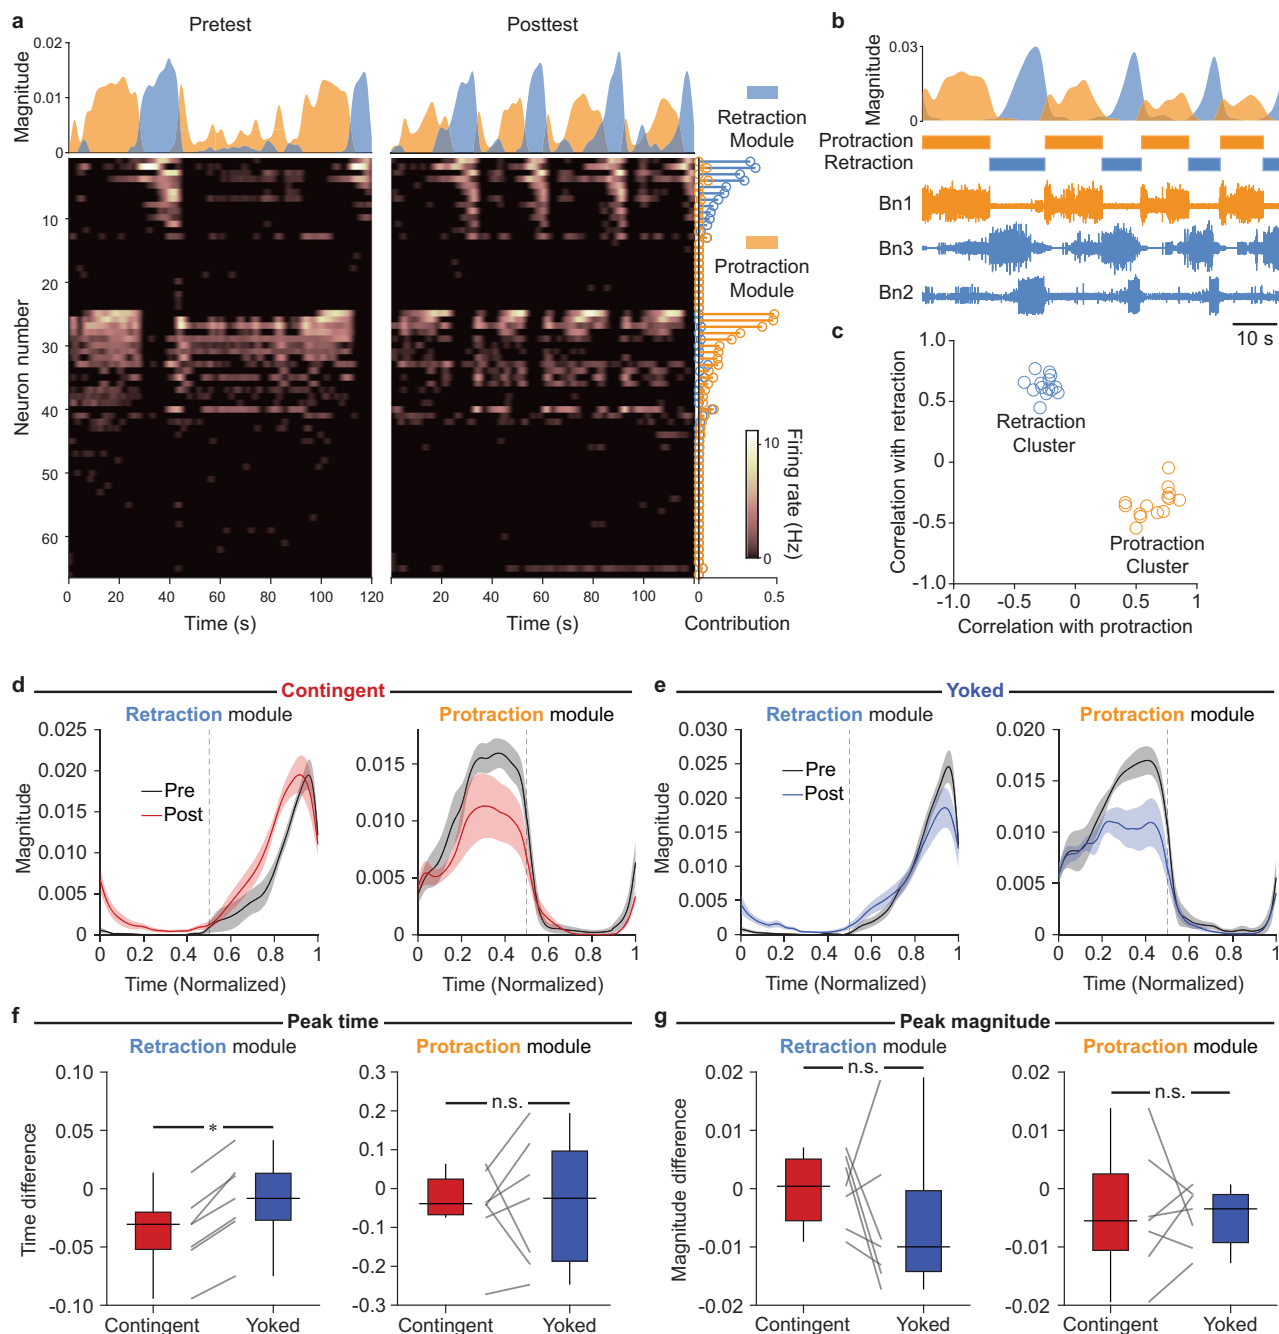 a
Pretest
Posttest
Magnitude
0.02
0.01
0
Retraction
Module
Protraction
Module
Neuron number
10
20
30
40
50
60
Firing rate (Hz)
10
0
0 20 40 60 80 100 120
Time (s)
0 20 40 60 80 100
Time (s)
0 0.5
Contribution
b
Magnitude
0.03
0
Protraction
Retraction
Bn1
Bn3
Bn2
10 s
c
Correlation with retraction
1.0
0.5
0
-0.5
-1.0
Retraction
Cluster
Protraction
Cluster
-1.0 -0.5 0 0.5 1
Correlation with protraction
d
Contingent
Retraction module
Magnitude
0.025
0.020
0.015
0.010
0.005
0
Pre
Post
0 0.2 0.4 0.6 0.8 1
Time (Normalized)
Protraction module
0.015
0.010
0.005
0
0 0.2 0.4 0.6 0.8 1
Time (Normalized)
e
Yoked
Retraction module
Magnitude
0.030
0.025
0.020
0.015
0.010
0.005
0
Pre
Post
0 0.2 0.4 0.6 0.8 1
Time (Normalized)
Protraction module
0.020
0.015
0.010
0.005
0
0 0.2 0.4 0.6 0.8 1
Time (Normalized)
f
Peak time
Retraction module
Time difference
0.10
0.05
0
-0.05
-0.10
*
Contingent Yoked
Protraction module
0.3
0.2
0.1
0
-0.1
-0.2
-0.3
n.s.
Contingent Yoked
g
Peak magnitude
Retraction module
Magnitude difference
0.02
0.01
0
-0.01
-0.02
n.s.
Contingent Yoked
Protraction module
0.02
0.01
0
-0.01
-0.02
n.s.
Contingent Yoked